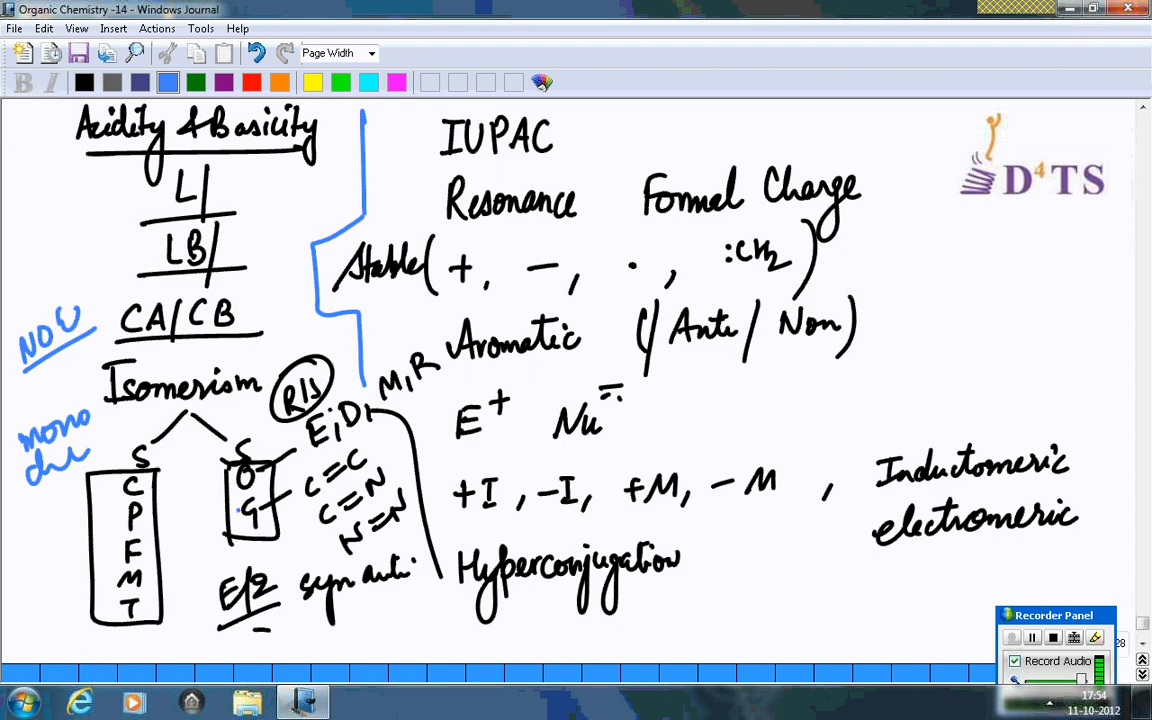 Organic Chemistry -14 - Windows Journal
File Edit View Insert Actions Tools Help
Page Width
B I
Acidity & Basicity
L
LB
CA/CB
NOW
Isomerism
R/S
mono
S
C
P
F
M
T
S
O
G
E, D, M, R
C=C
C=N
N=N
E/Z syn anti
IUPAC
Resonance Formal Charge
Stable (+, -, ·, :CH2)
Aromatic (/Anti/Non)
E+ Nu
+I, -I, +M, -M, Inductomeric
electromeric
Hyperconjugation
D4TS
Recorder Panel
28
Record Audio
17:54
11-10-2012